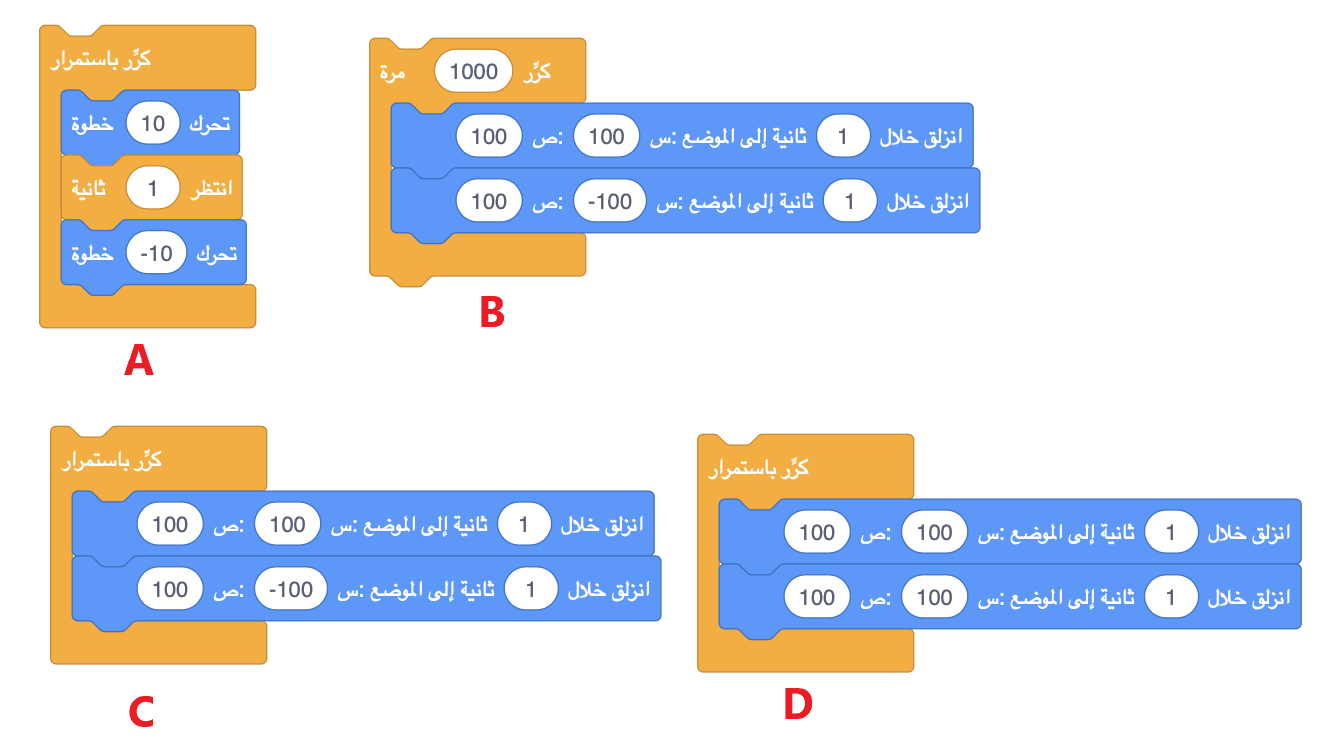 كرِّر باستمرار
تحرك 10 خطوة
انتظر 1 ثانية
تحرك -10 خطوة
A
كرِّر 1000 مرة
انزلق خلال 1 ثانية إلى الموضع :س 100 :ص 100
انزلق خلال 1 ثانية إلى الموضع :س -100 :ص 100
B
كرِّر باستمرار
انزلق خلال 1 ثانية إلى الموضع :س 100 :ص 100
انزلق خلال 1 ثانية إلى الموضع :س -100 :ص 100
C
كرِّر باستمرار
انزلق خلال 1 ثانية إلى الموضع :س 100 :ص 100
انزلق خلال 1 ثانية إلى الموضع :س 100 :ص 100
D